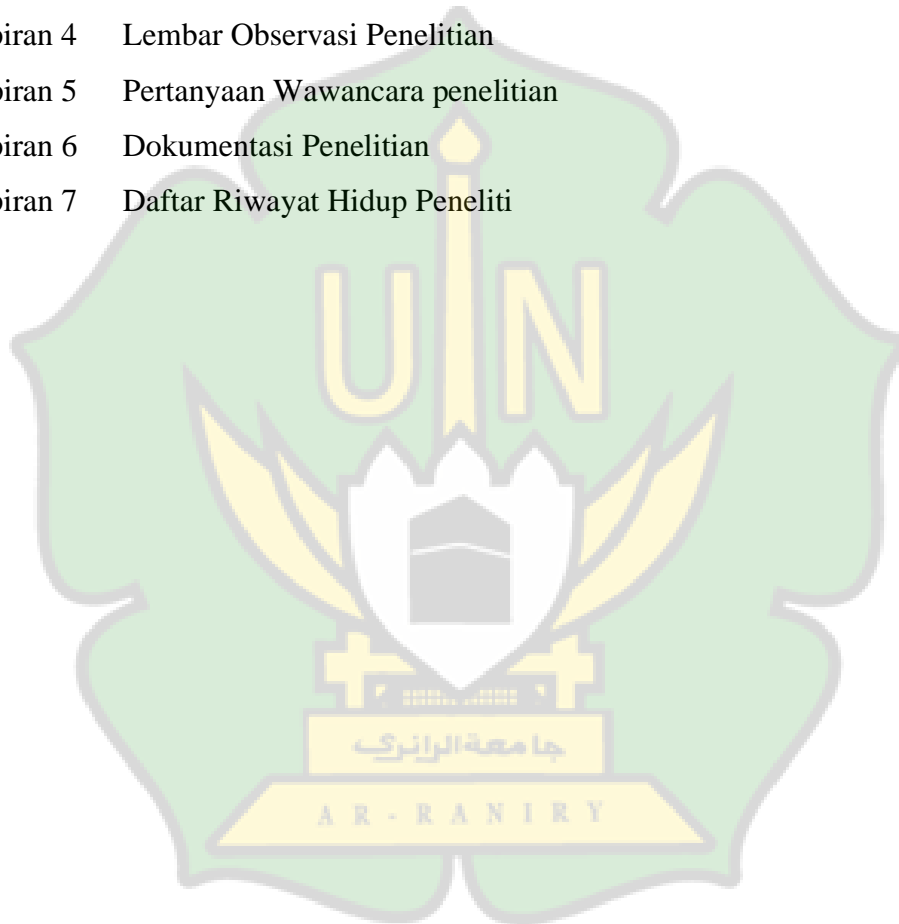 piran 4 Lembar Observasi Penelitian
piran 5 Pertanyaan Wawancara penelitian
piran 6 Dokumentasi Penelitian
piran 7 Daftar Riwayat Hidup Peneliti
UIN
جامعة الرانري
AR-RANIRY